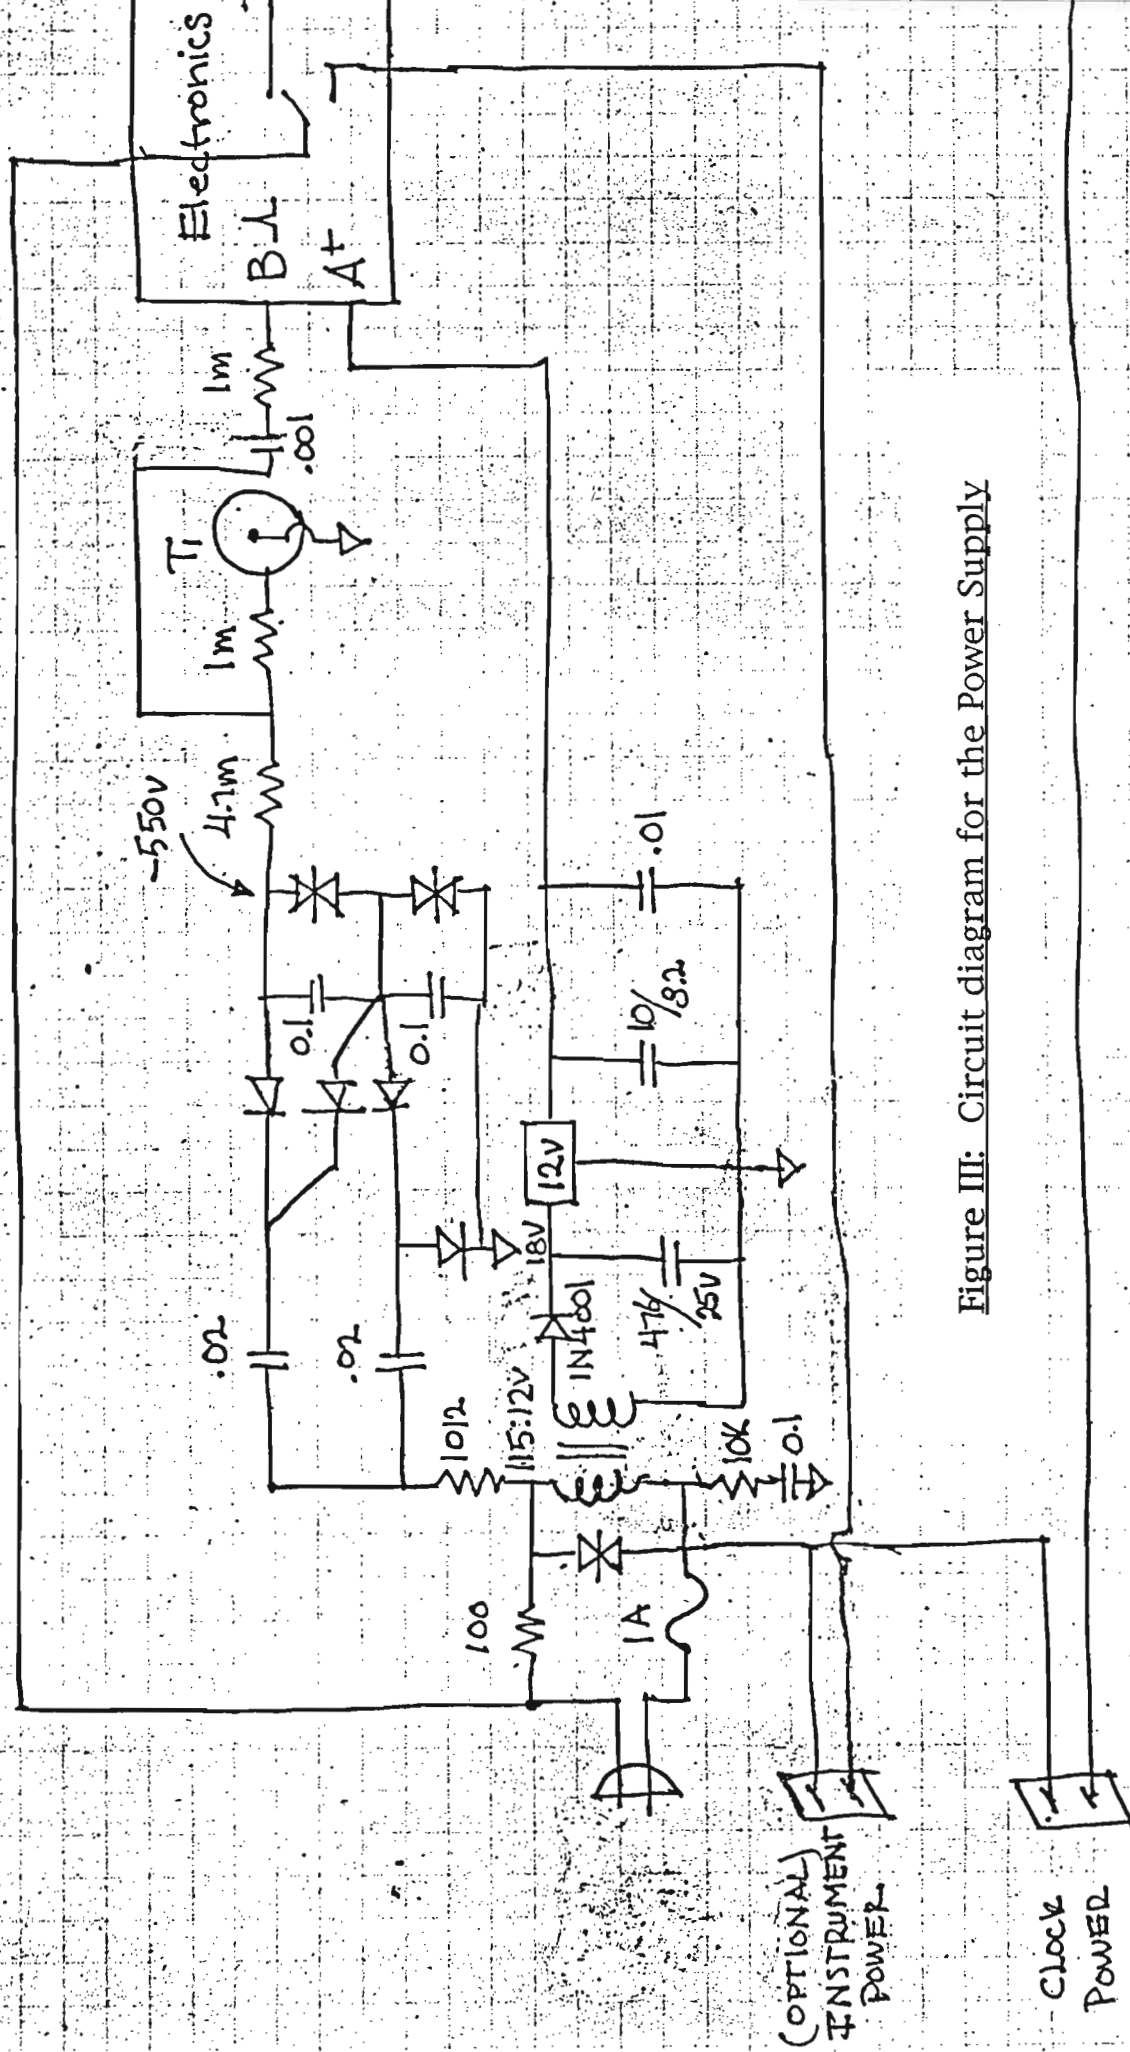 Electronics
B⅄
A+
1m
.001
T1
1m
-550V
4.7m
0.1
0.1
.01
10/
8.2
12V
18V
1N4001
47/
25V
.02
.02
1012
115:12V
10K
0.1
100
1A
(OPTIONAL)
INSTRUMENT
POWER
CLOCK
POWER
Figure III: Circuit diagram for the Power Supply